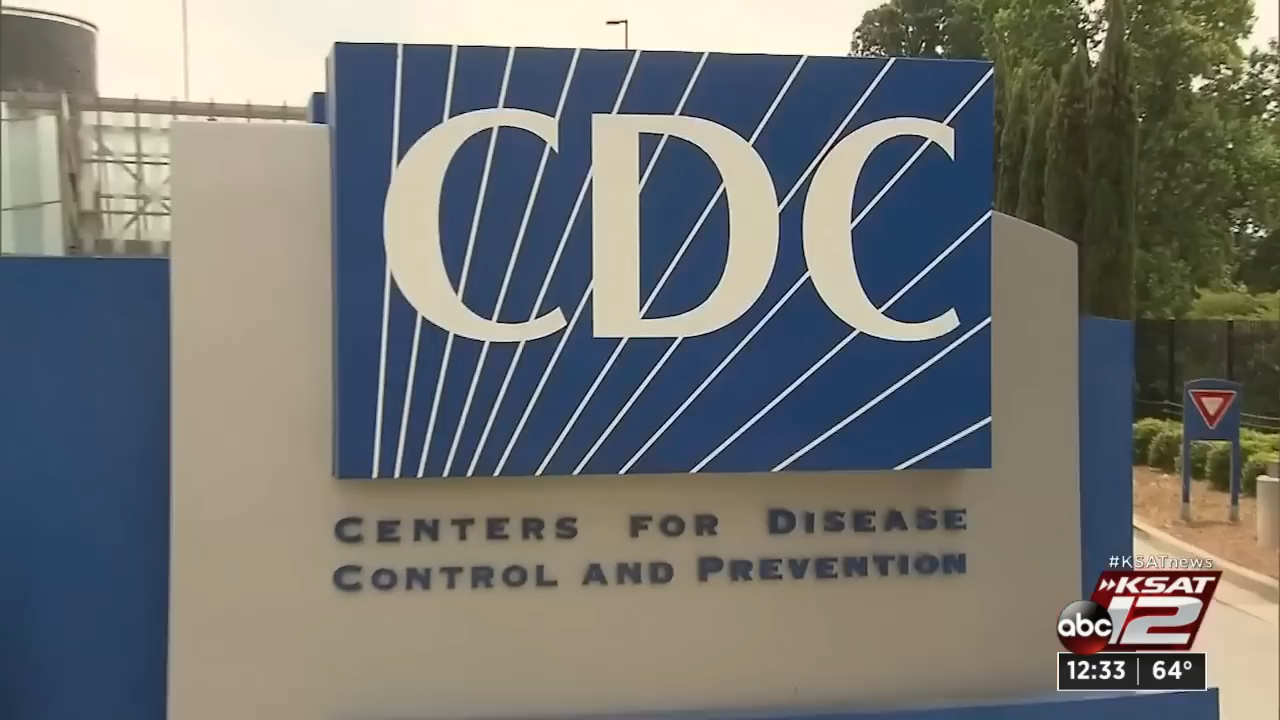 CDC
CENTERS FOR DISEASE
CONTROL AND PREVENTION
#KSATnews
KSAT
abc 12
12:33 64°